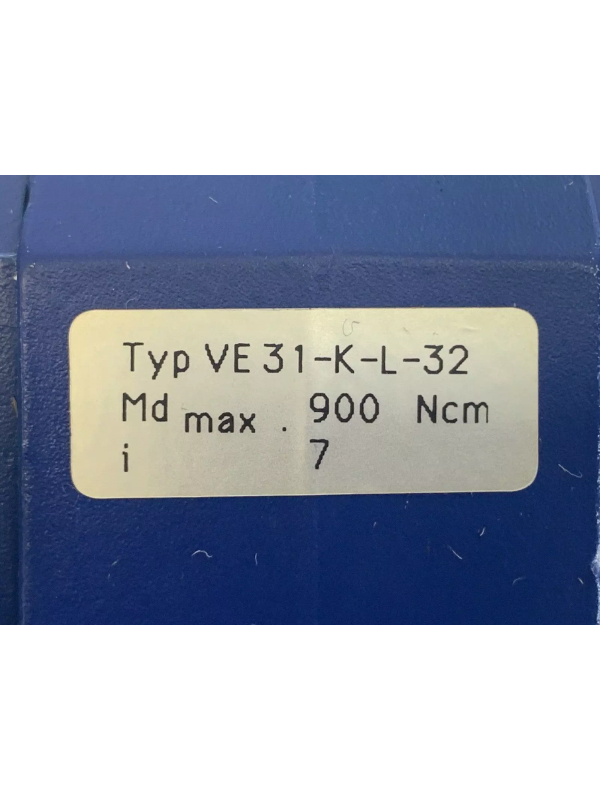 Typ VE 31-K-L-32
Md max . 900 Ncm
i 7